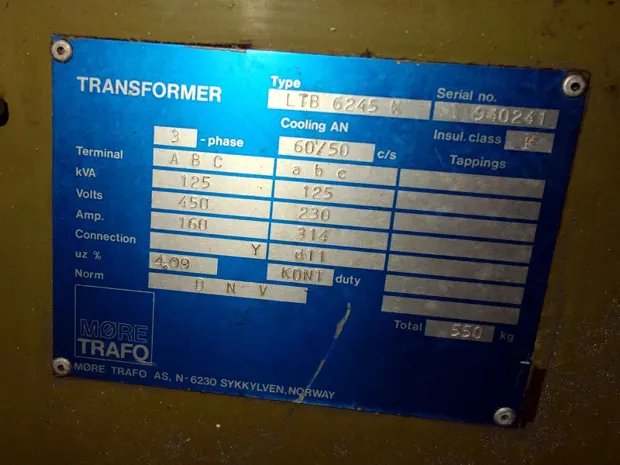 TRANSFORMER Type LTB 6245 Serial no. 940241
3 - phase Cooling AN 60/50 c/s Insul. class F
Terminal A B C a b c Tappings
kVA 125 125
Volts 450 230
Amp. 160 314
Connection Y d11
uz % 4,09 KONT duty
Norm D N V
Total 550 kg
MØRE
TRAFO
MØRE TRAFO AS, N-6230 SYKKYLVEN, NORWAY